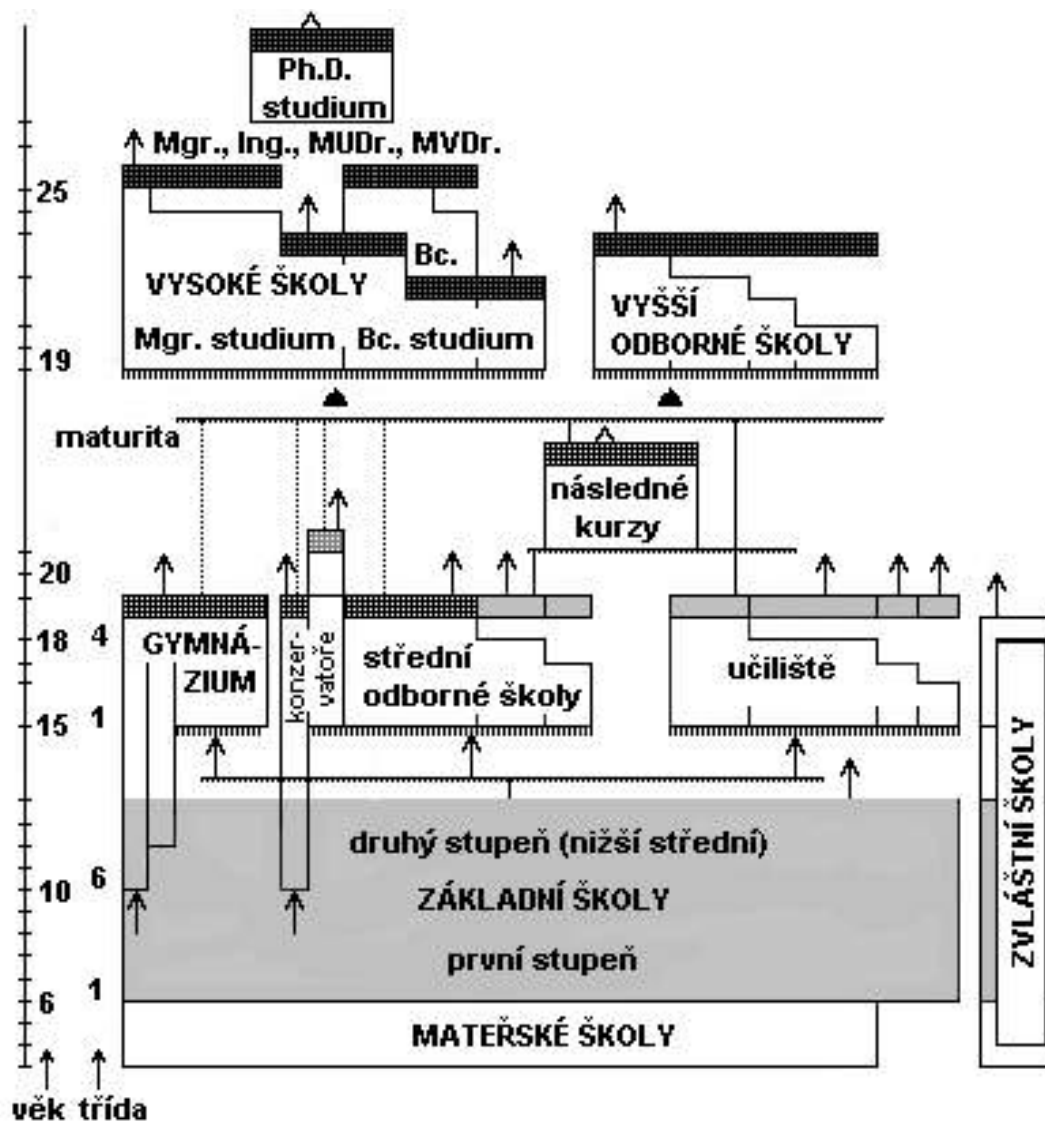 Ph.D.
studium
Mgr., Ing., MUDr., MVDr.
25
Bc.
VYSOKÉ ŠKOLY
Mgr. studium
Bc. studium
VYŠŠÍ
ODBORNÉ ŠKOLY
19
maturita
následné
kurzy
20
18 4
GYMNÁ-
ZIUM
konzer-
vatoře
střední
odborné školy
učiliště
15 1
druhý stupeň (nižší střední)
10 6
ZÁKLADNÍ ŠKOLY
první stupeň
6 1
MATEŘSKÉ ŠKOLY
ZVLÁŠTNÍ ŠKOLY
věk třída